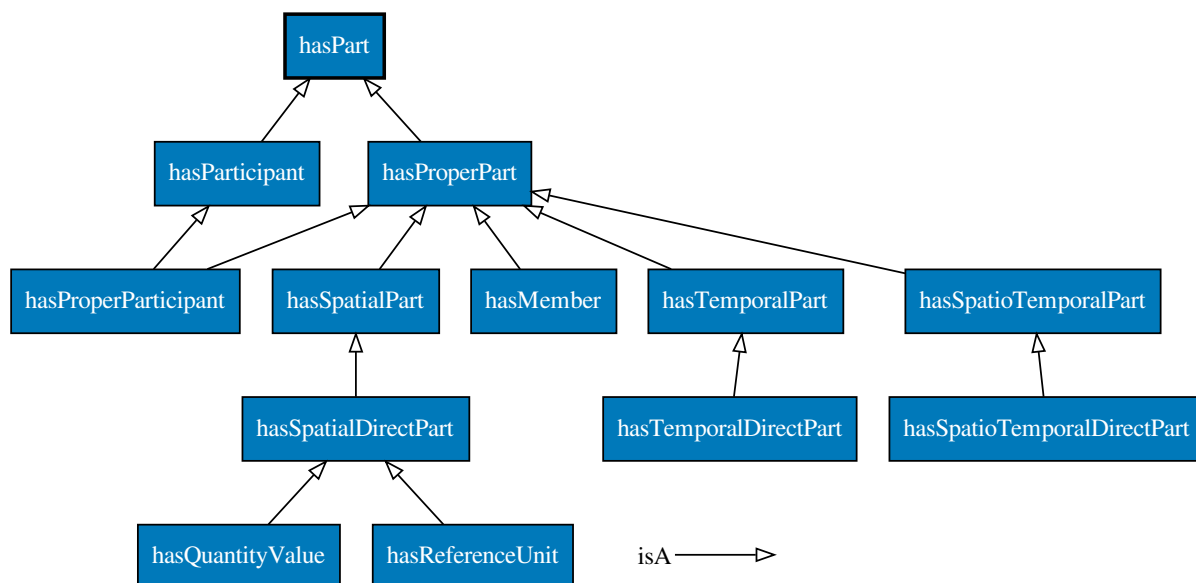 hasPart
hasParticipant
hasProperPart
hasProperParticipant
hasSpatialPart
hasMember
hasTemporalPart
hasSpatioTemporalPart
hasSpatialDirectPart
hasTemporalDirectPart
hasSpatioTemporalDirectPart
hasQuantityValue
hasReferenceUnit
isA